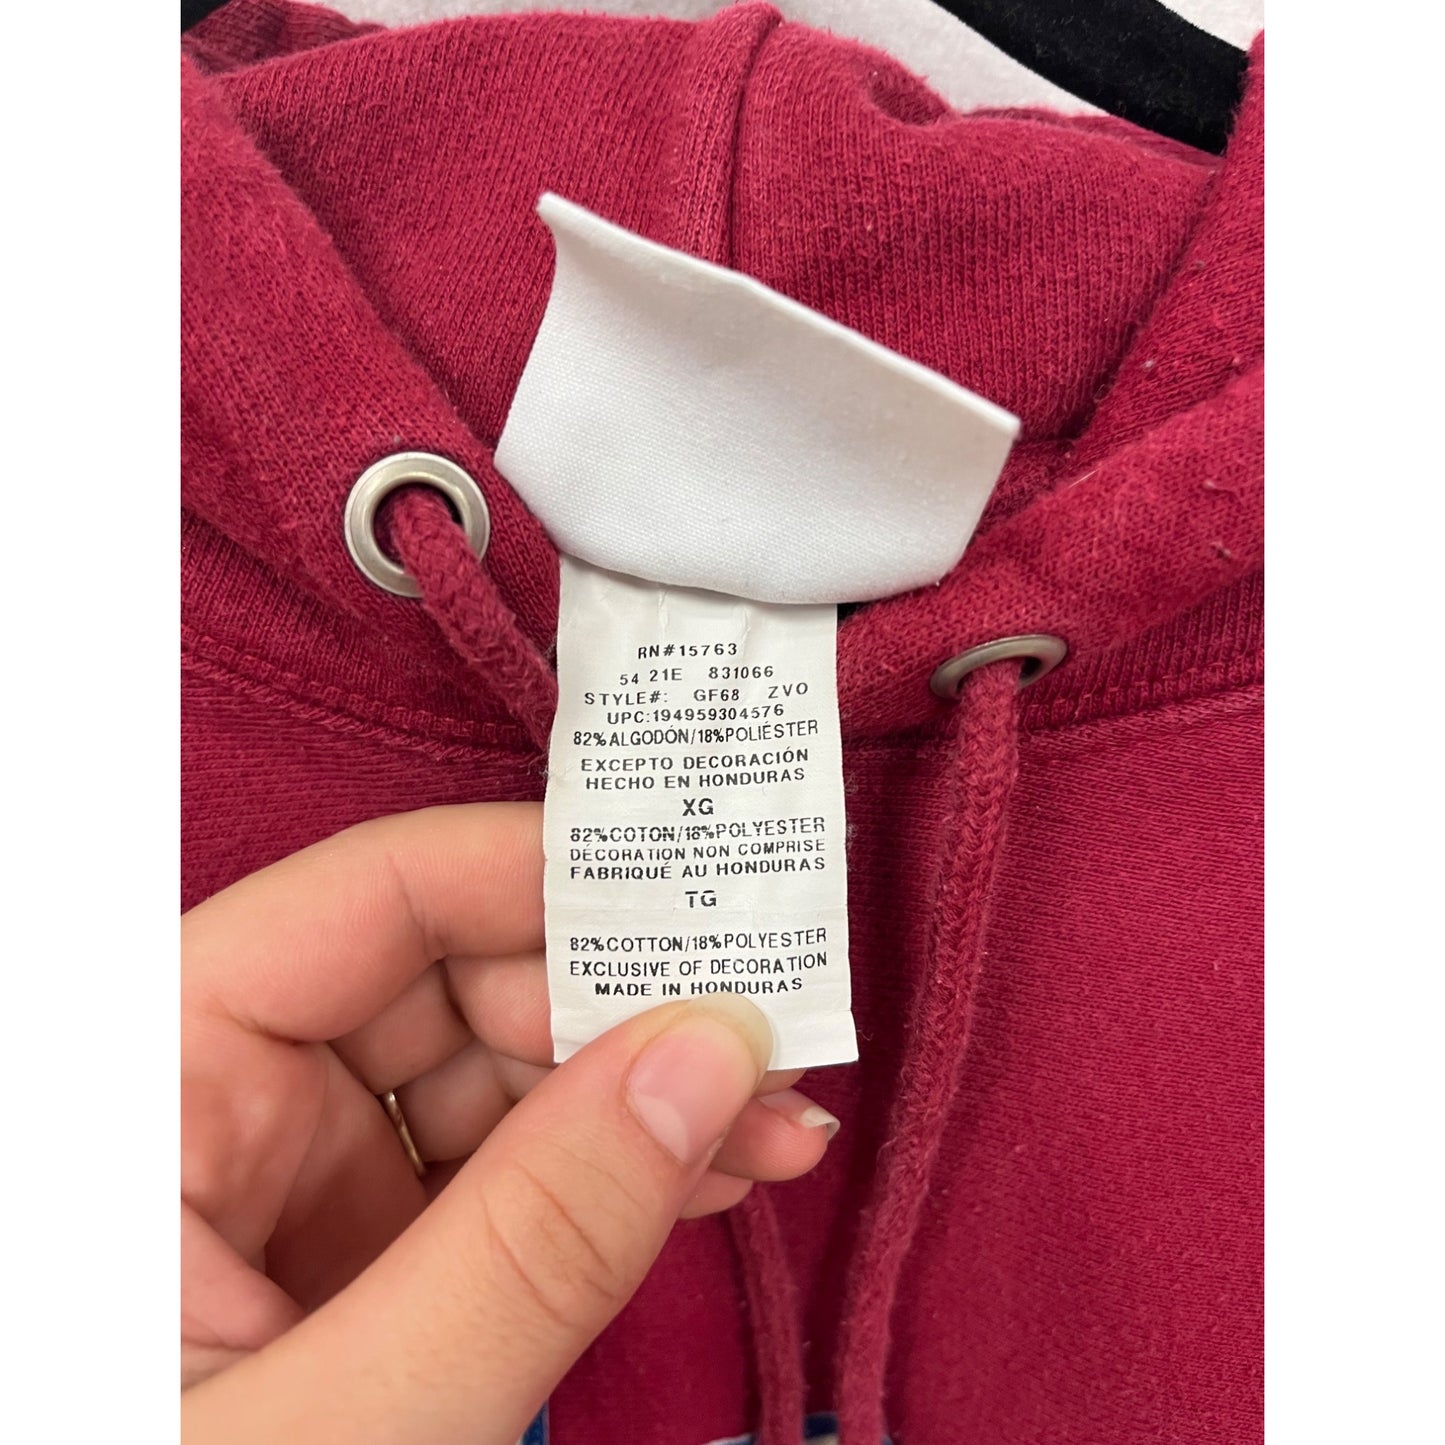 RN#15763
54 21E 831066
STYLE#: GF68 ZVO
UPC:194959304576
82%ALGODÓN/18%POLIÉSTER
EXCEPTO DECORACIÓN
HECHO EN HONDURAS
XG
82%COTON/18%POLYESTER
DÉCORATION NON COMPRISE
FABRIQUÉ AU HONDURAS
TG
82%COTTON/18%POLYESTER
EXCLUSIVE OF DECORATION
MADE IN HONDURAS